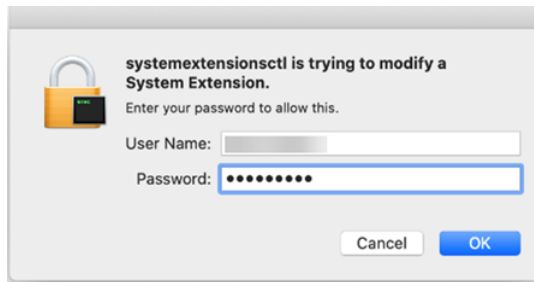 systemextensionsctl is trying to modify a
System Extension.
Enter your password to allow this.
User Name:
Password: •••••••••
Cancel OK